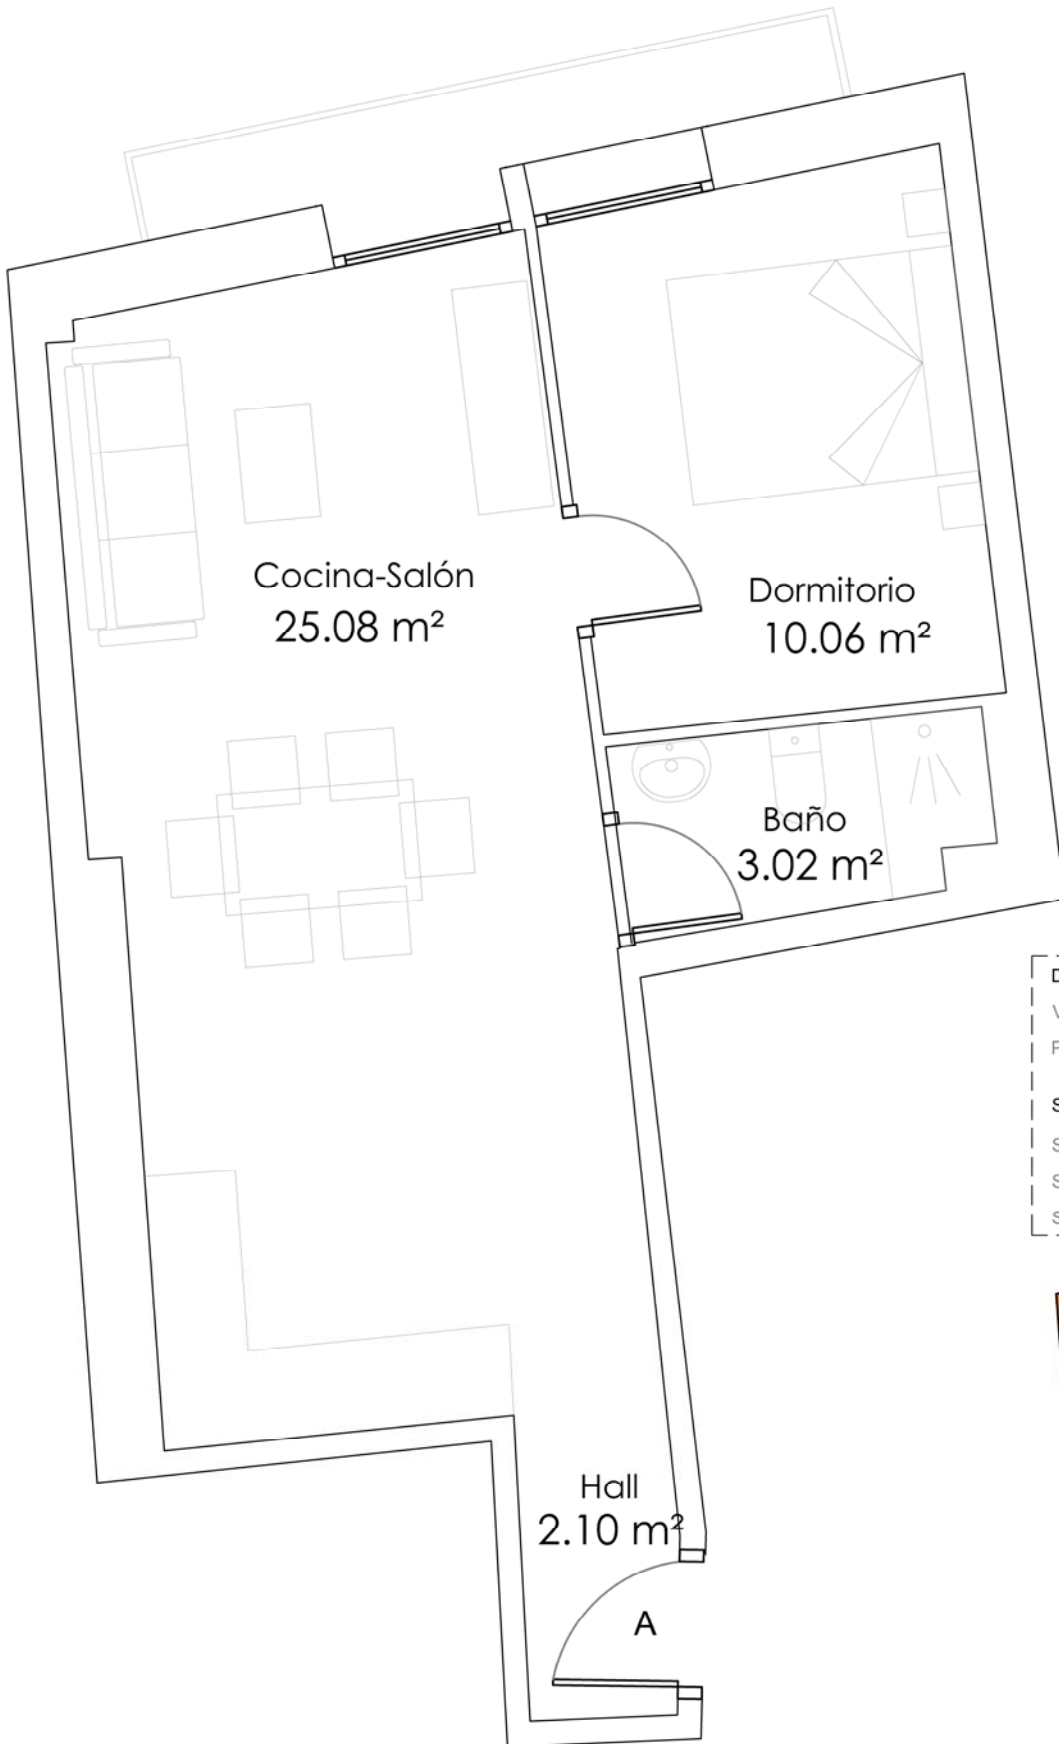 Cocina-Salón
25.08 m²
Dormitorio
10.06 m²
Baño
3.02 m²
Hall
2.10 m²
A